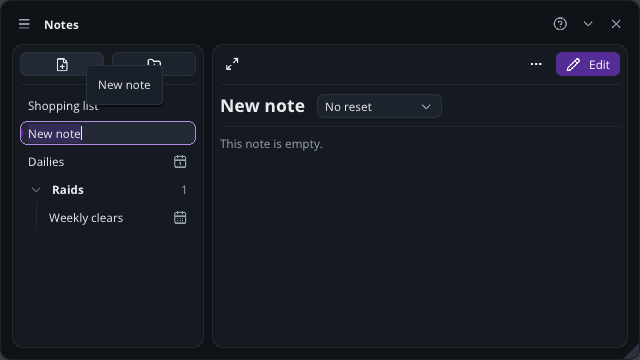 Notes
Edit
New note
Shopping list
New note
Dailies
Raids 1
Weekly clears
New note No reset
This note is empty.